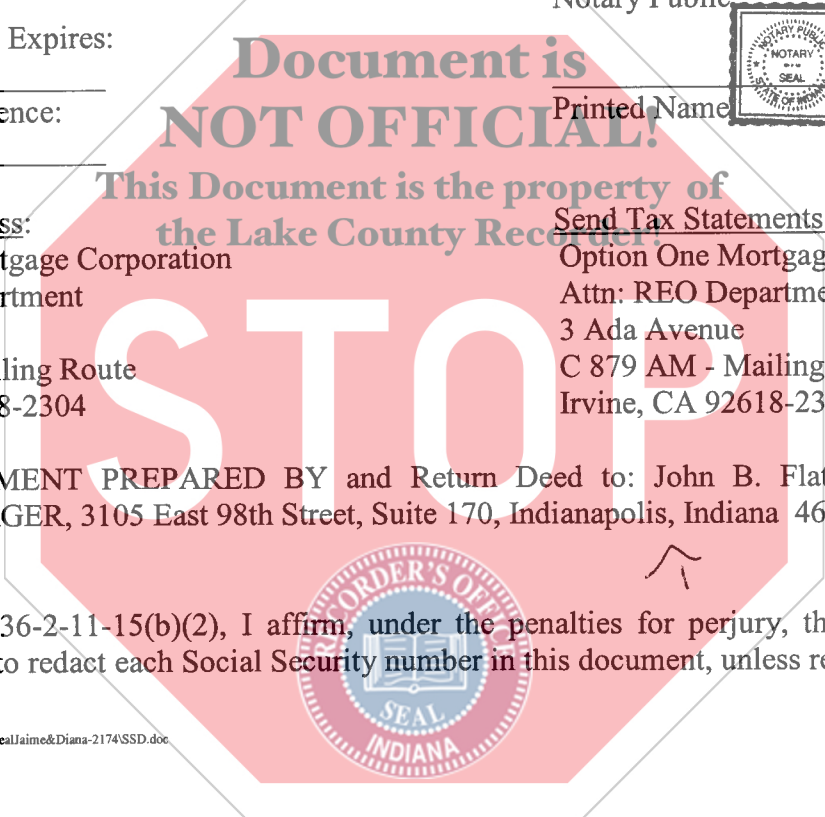 Notary Public
Expires:
NOTARY PUBLIC
NOTARY
SEAL
STATE OF INDIANA
Document is
NOT OFFICIAL!
This Document is the property of
the Lake County Recorder!
ence:
Printed Name
ss:
Send Tax Statements
tgage Corporation
Option One Mortgag
rtment
Attn: REO Departme
3 Ada Avenue
ling Route
C 879 AM - Mailing
8-2304
Irvine, CA 92618-23
STOP
MENT PREPARED BY and Return Deed to: John B. Flat
GER, 3105 East 98th Street, Suite 170, Indianapolis, Indiana 46
36-2-11-15(b)(2), I affirm, under the penalties for perjury, th
to redact each Social Security number in this document, unless re
RECORDER'S OFFICE
SEAL
INDIANA
ealJaime&Diana-2174\SSD.doc